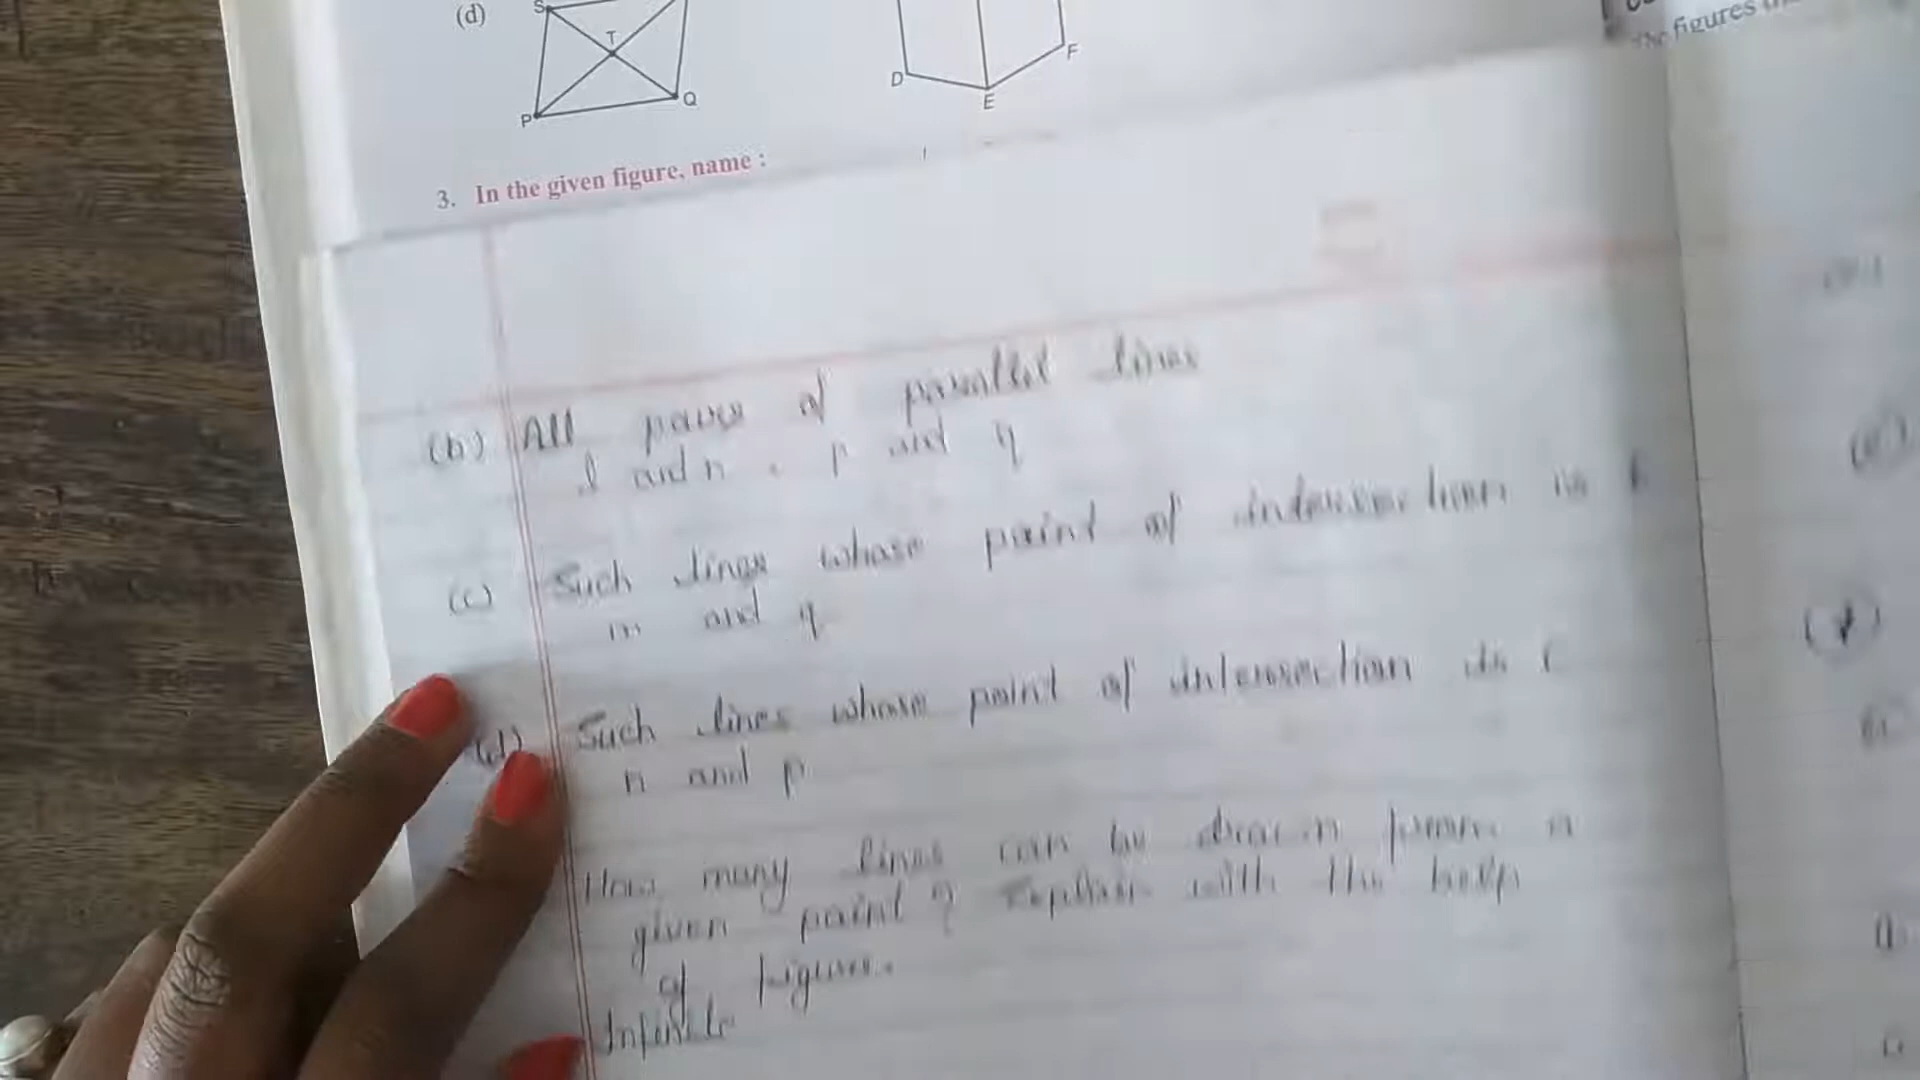 (d)
S
T
P
Q
D
E
F
figures
3. In the given figure, name :
(b) All pairs of parallel lines
l and n , p and q
(c) Such lines whose point of intersection is
m and q
(d) Such lines whose point of intersection is C
n and p
How many lines can be drawn from a
given point ? Explain with the help
of figure.
Infinite